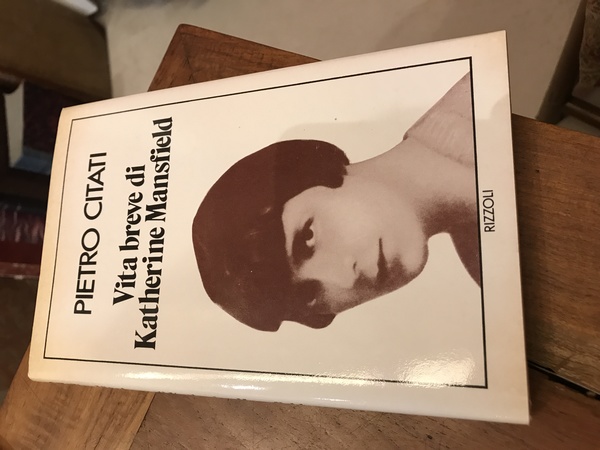 PIETRO CITATI
Vita breve di
Katherine Mansfield
RIZZOLI